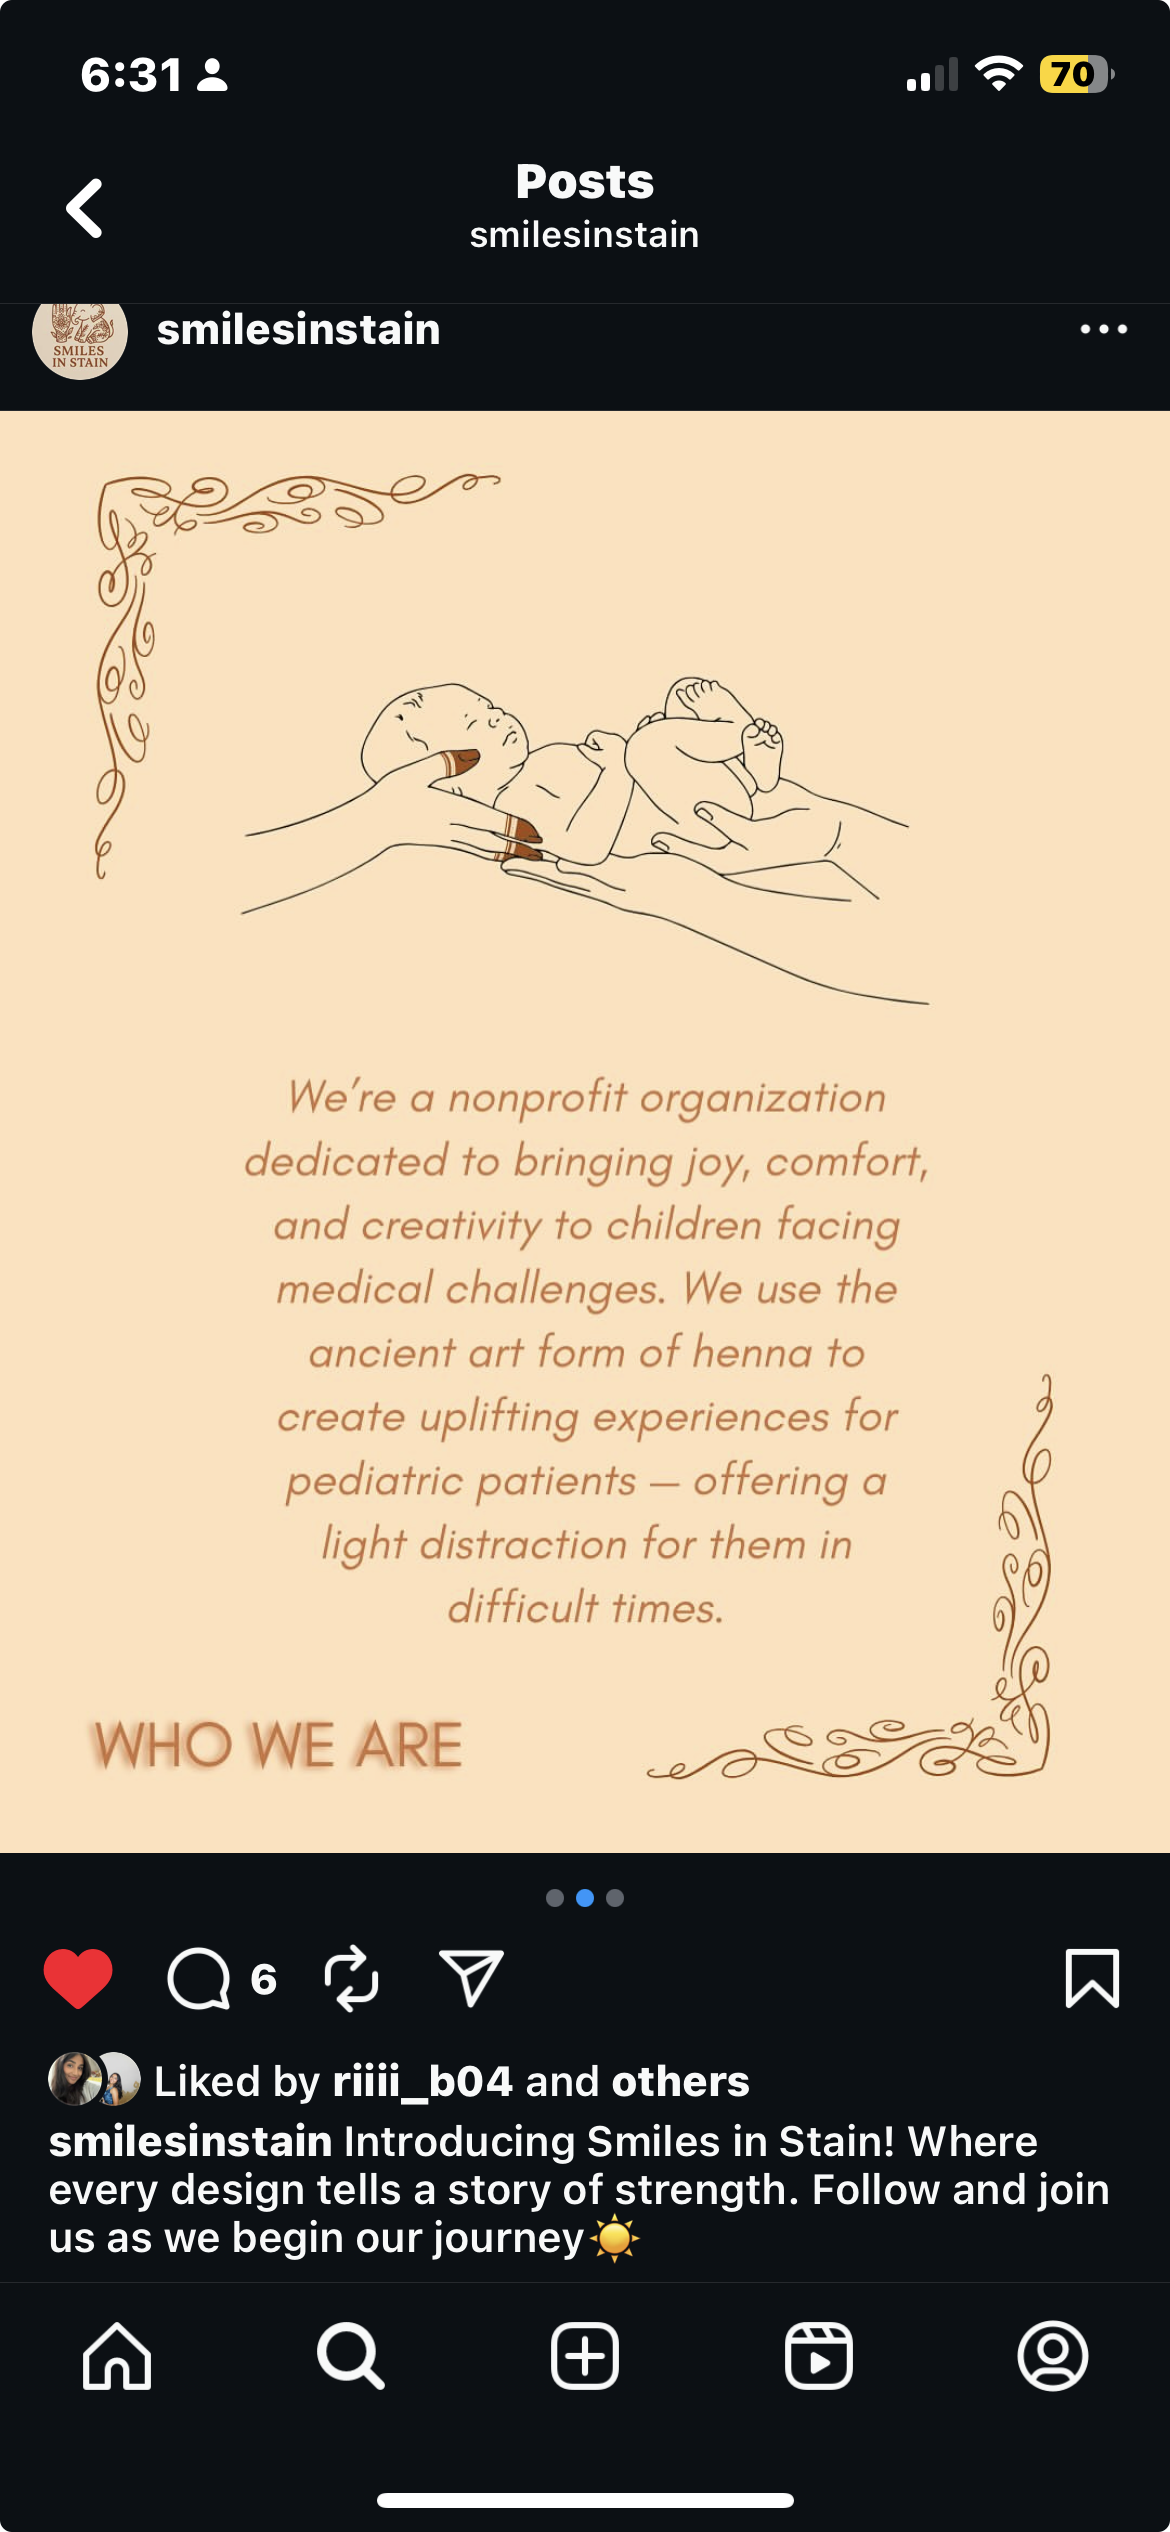 6:31
70
Posts
smilesinstain
SMILES
IN STAIN
smilesinstain
We're a nonprofit organization
dedicated to bringing joy, comfort,
and creativity to children facing
medical challenges. We use the
ancient art form of henna to
create uplifting experiences for
pediatric patients — offering a
light distraction for them in
difficult times.
WHO WE ARE
6
Liked by riiii_b04 and others
smilesinstain Introducing Smiles in Stain! Where
every design tells a story of strength. Follow and join
us as we begin our journey☀️